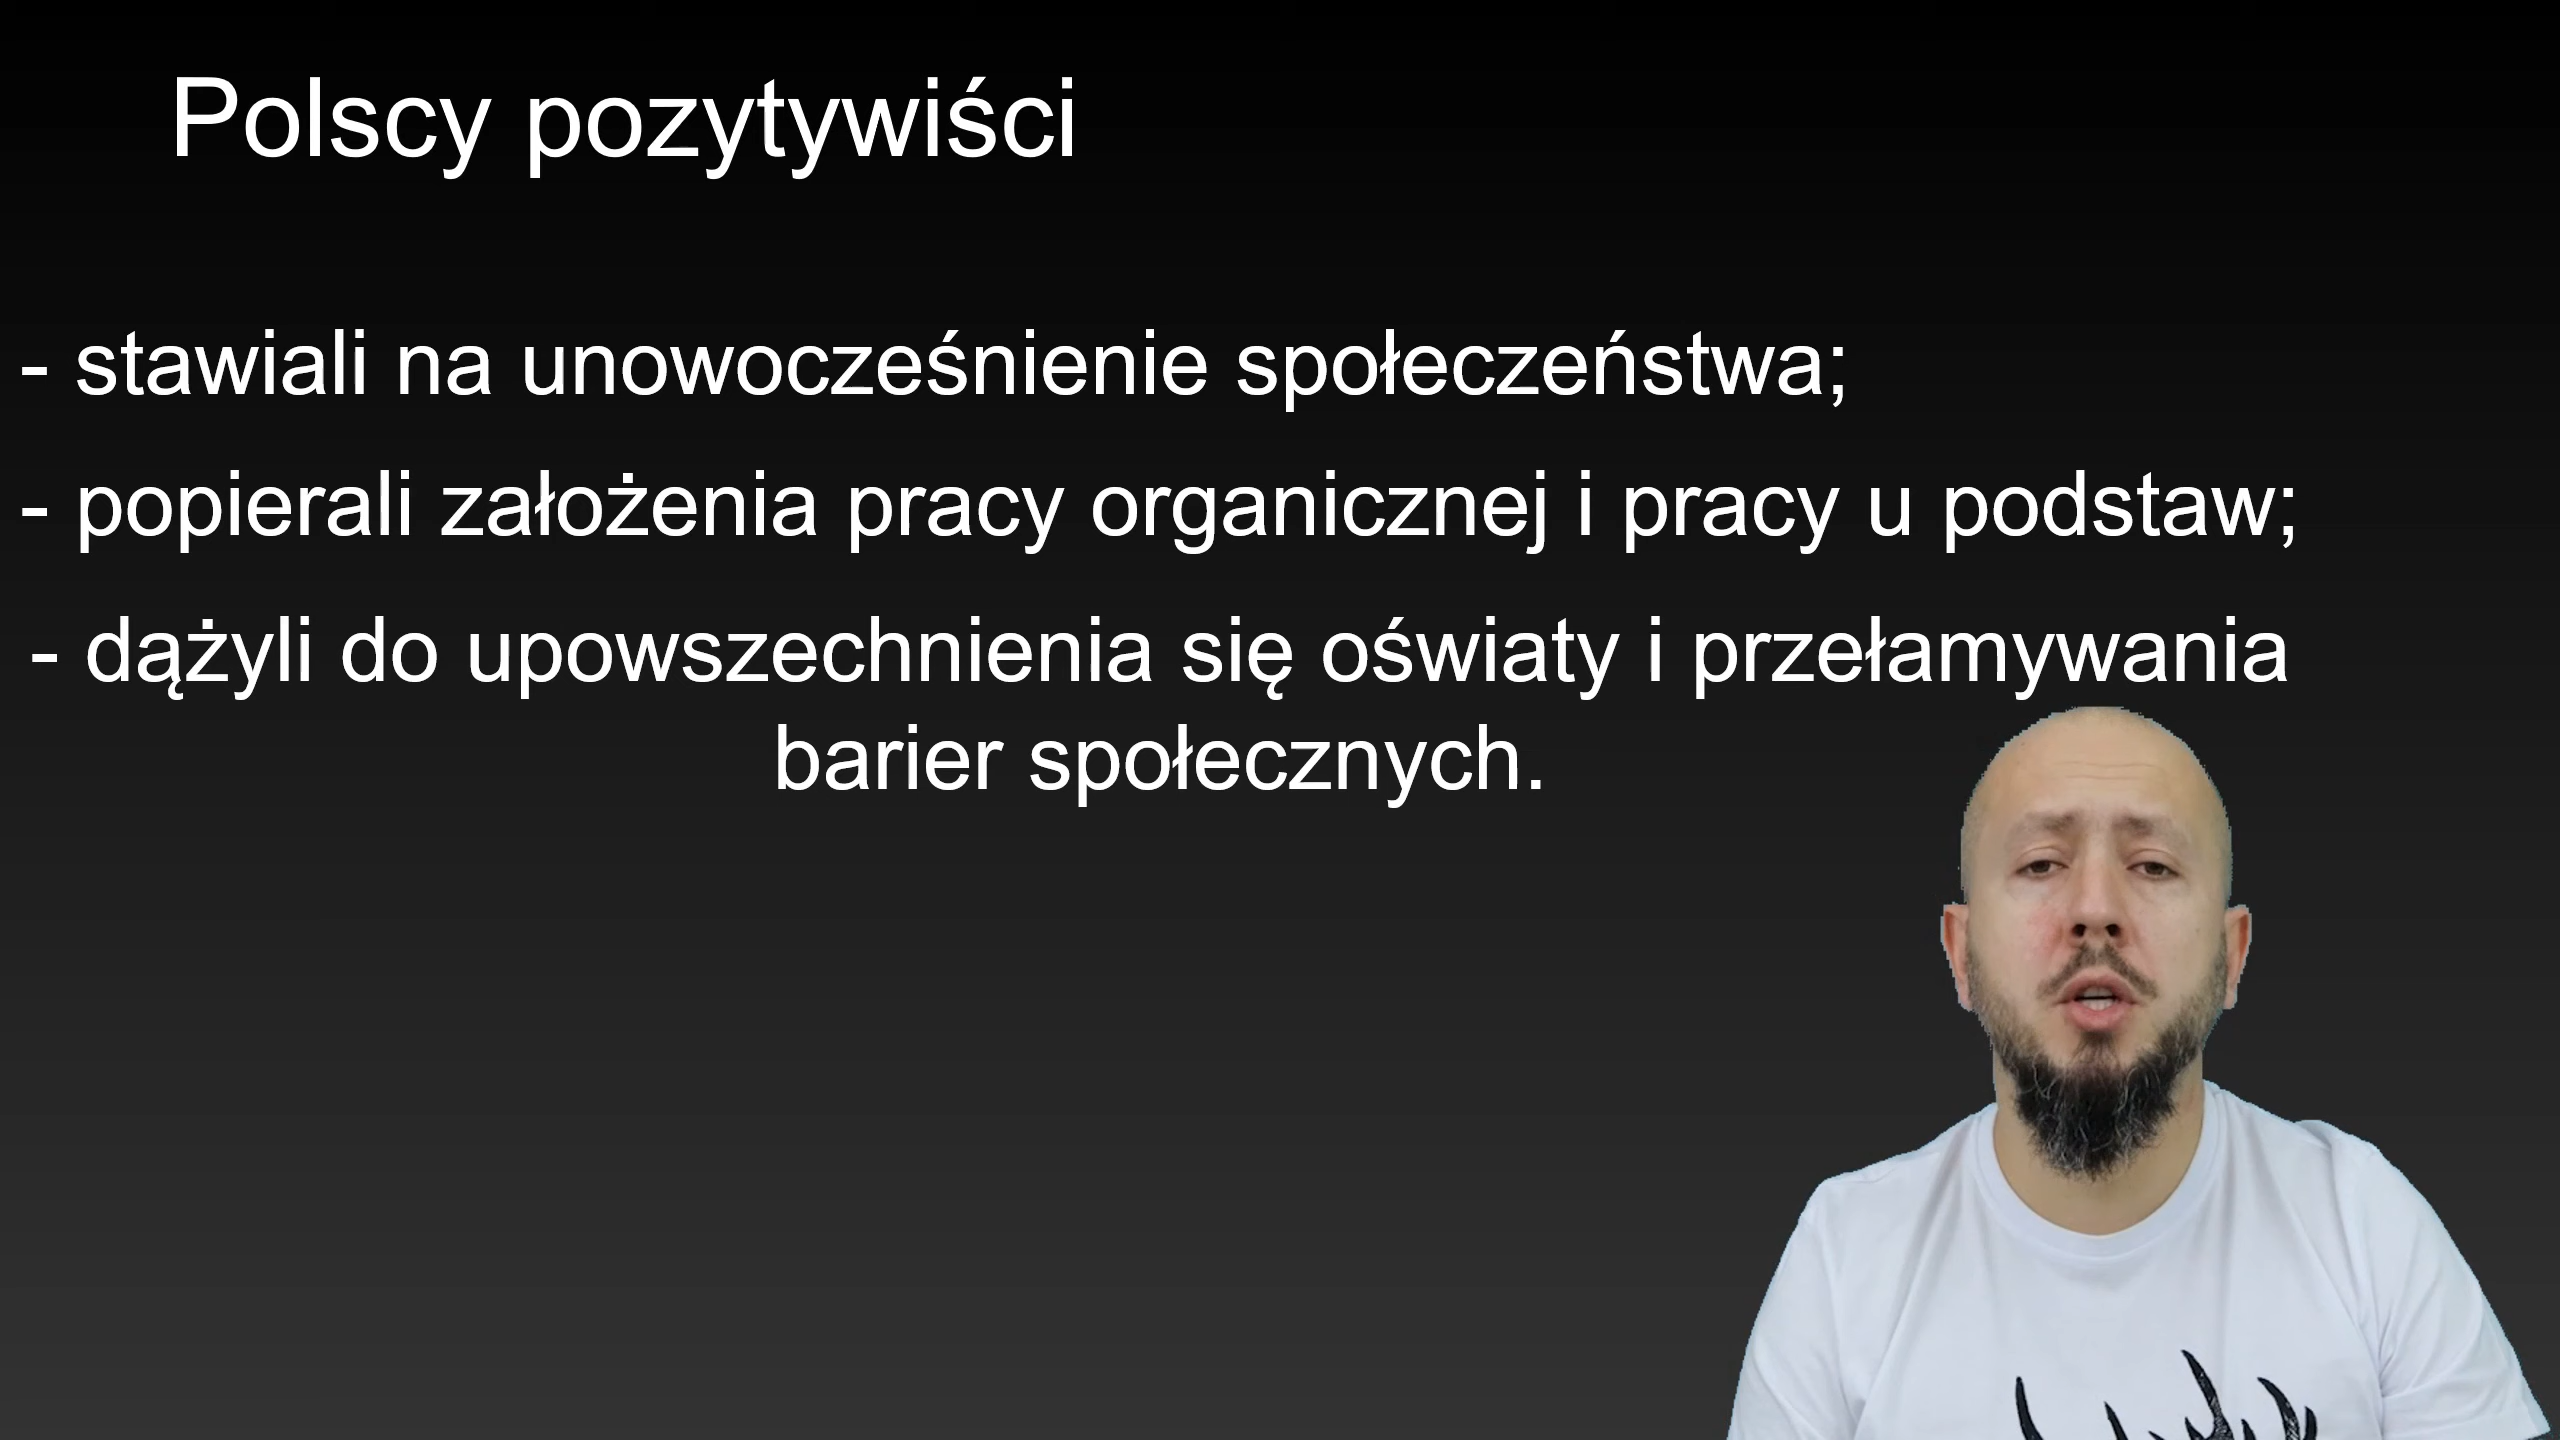 Polscy pozytywiści
- stawiali na unowocześnienie społeczeństwa;
- popierali założenia pracy organicznej i pracy u podstaw;
- dążyli do upowszechnienia się oświaty i przełamywania
barier społecznych.